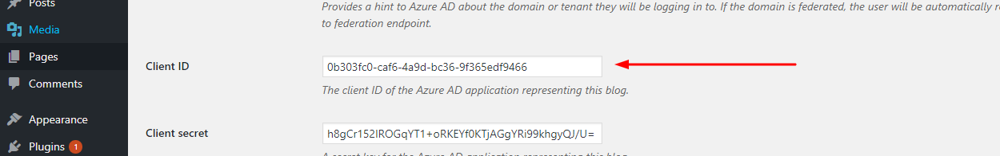 Posts
Provides a hint to Azure AD about the domain or tenant they will be logging in to. If the domain is federated, the user will be automatically
Media
to federation endpoint.
Pages
Client ID
0b303fc0-caf6-4a9d-bc36-9f365edf9466
Comments
The client ID of the Azure AD application representing this blog.
Appearance
Client secret
h8gCr152IROGqYT1+oRKEYf0KTjAGgYRi99khgyQJ/U=
Plugins 1
A secret key for the Azure AD application representing this blog.